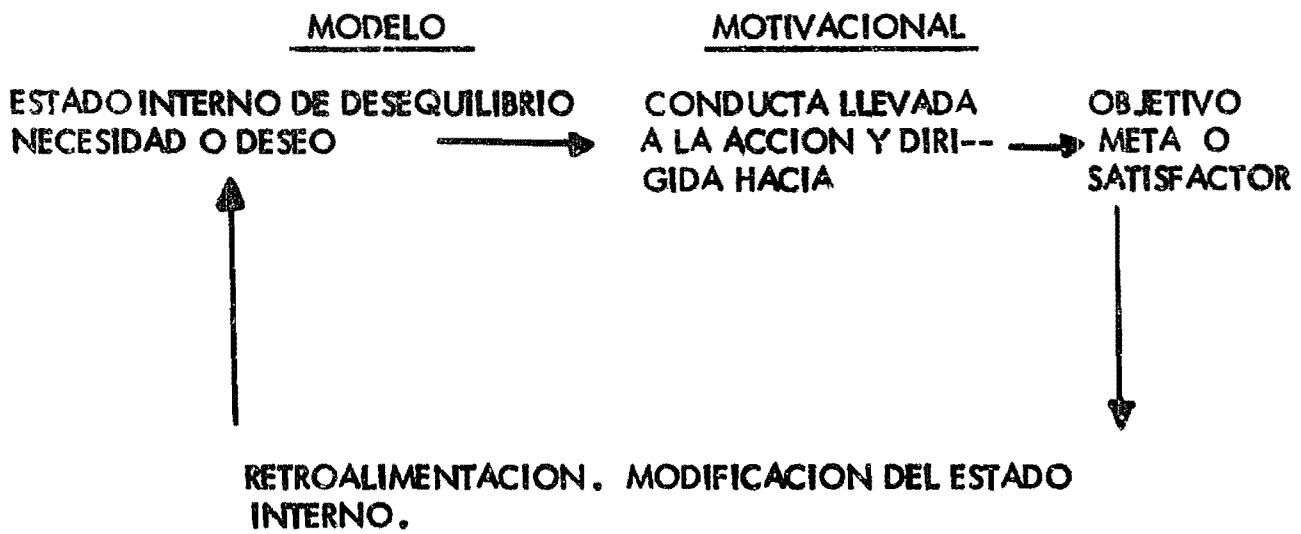 MODELO MOTIVACIONAL
ESTADO INTERNO DE DESEQUILIBRIO
NECESIDAD O DESEO
CONDUCTA LLEVADA
A LA ACCION Y DIRI--
GIDA HACIA
OBJETIVO
META O
SATISFACTOR
RETROALIMENTACION. MODIFICACION DEL ESTADO
INTERNO.